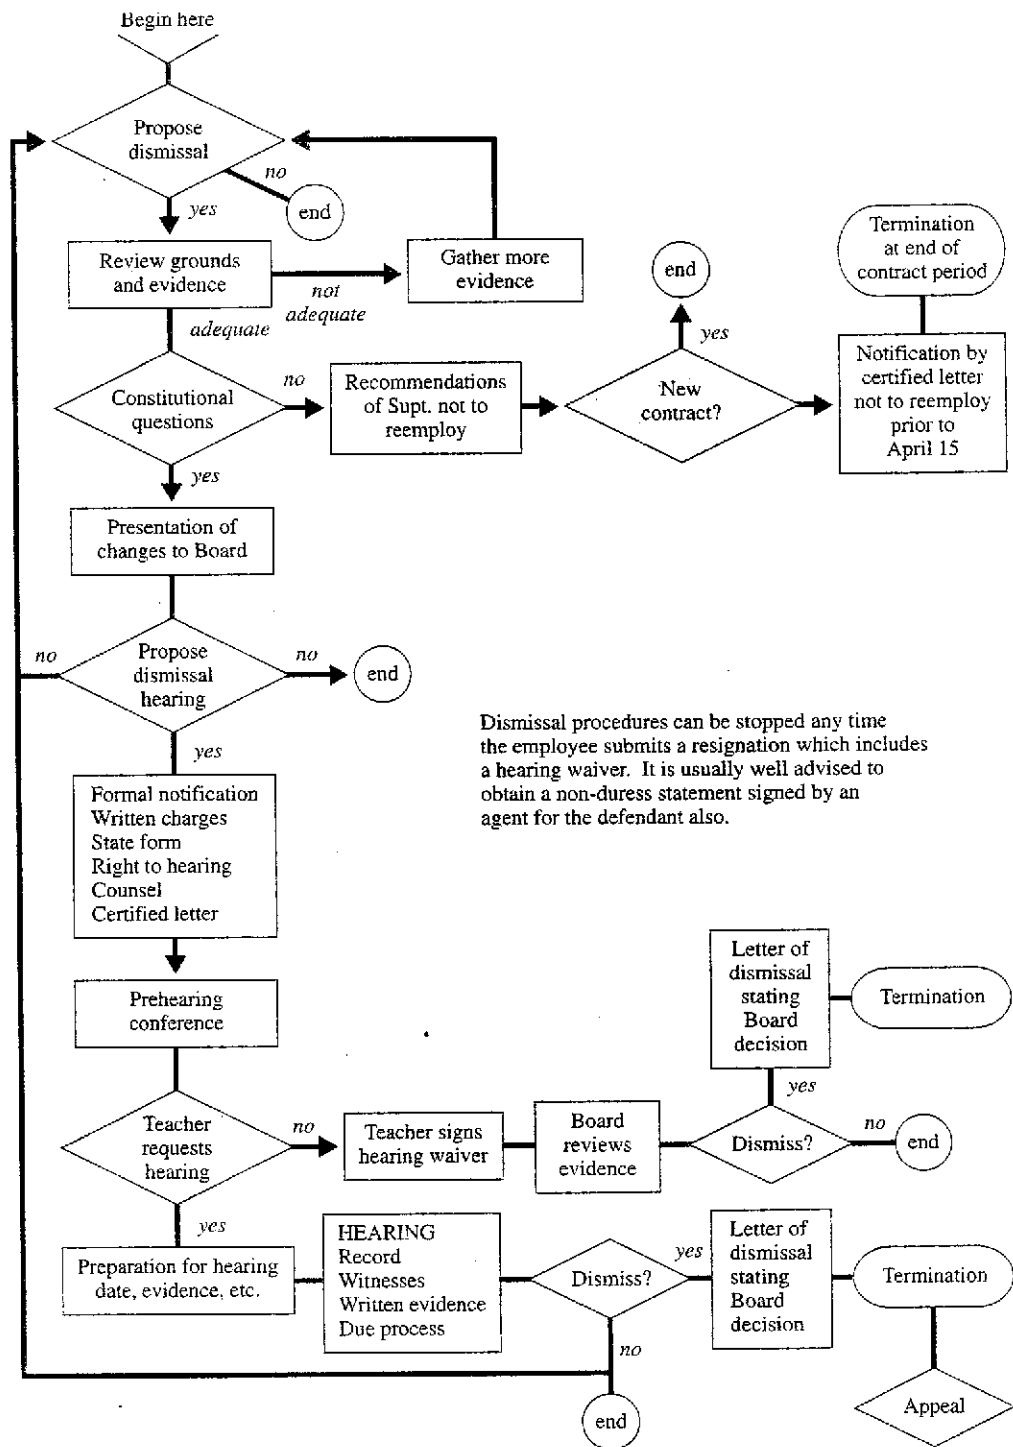 Begin here
Propose
dismissal
no
end
yes
Review grounds
and evidence
not
adequate
Gather more
evidence
adequate
Constitutional
questions
no
Recommendations
of Supt. not to
reemploy
end
yes
New
contract?
Termination
at end of
contract period
Notification by
certified letter
not to reemploy
prior to
April 15
yes
Presentation of
changes to Board
no
Propose
dismissal
hearing
no
end
yes
Dismissal procedures can be stopped any time
the employee submits a resignation which includes
a hearing waiver. It is usually well advised to
obtain a non-duress statement signed by an
agent for the defendant also.
Formal notification
Written charges
State form
Right to hearing
Counsel
Certified letter
Prehearing
conference
Teacher
requests
hearing
no
Teacher signs
hearing waiver
Board
reviews
evidence
Dismiss?
no
end
yes
Letter of
dismissal
stating
Board
decision
Termination
yes
Preparation for hearing
date, evidence, etc.
HEARING
Record
Witnesses
Written evidence
Due process
Dismiss?
yes
Letter of
dismissal
stating
Board
decision
Termination
no
end
Appeal